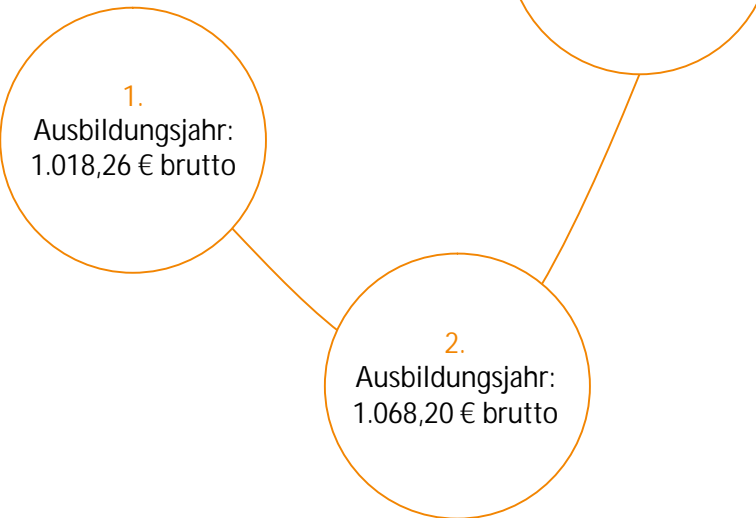 1.
Ausbildungsjahr:
1.018,26 € brutto
2.
Ausbildungsjahr:
1.068,20 € brutto